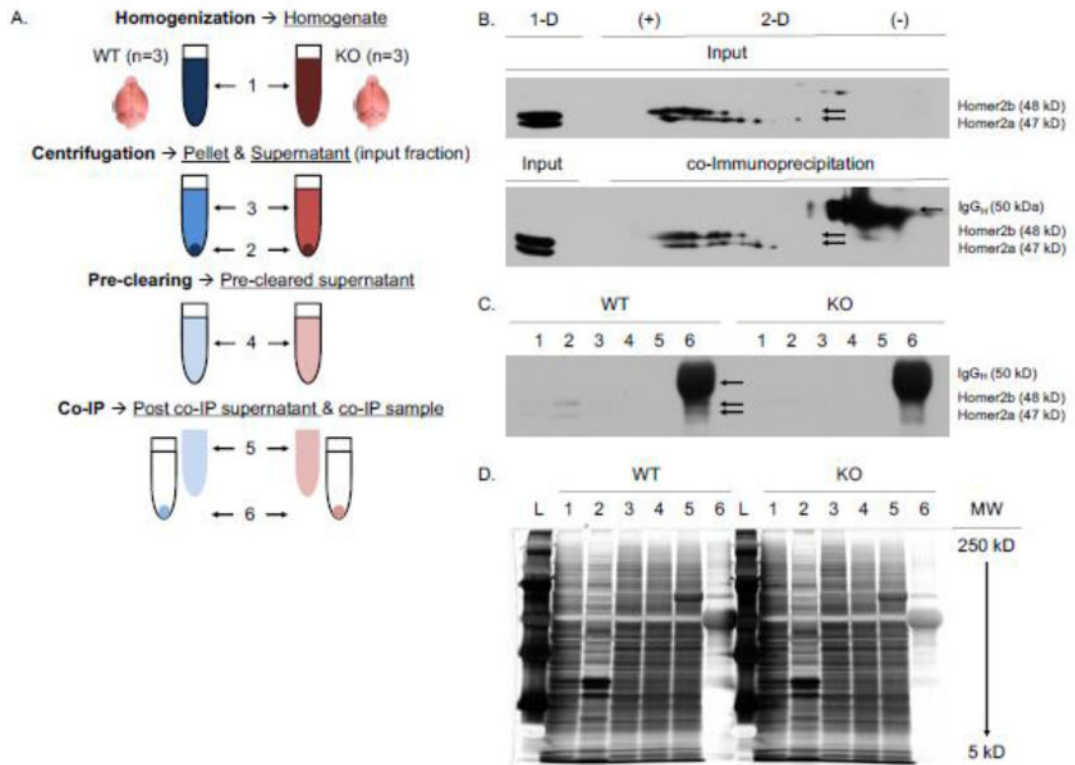 A.
Homogenization → Homogenate
WT (n=3)
KO (n=3)
← 1 →
Centrifugation → Pellet & Supernatant (input fraction)
← 3 →
← 2 →
Pre-clearing → Pre-cleared supernatant
← 4 →
Co-IP → Post co-IP supernatant & co-IP sample
← 5 →
← 6 →
B.
1-D (+) 2-D (-)
Input
Homer2b (48 kD)
Homer2a (47 kD)
Input co-Immunoprecipitation
IgGH (50 kDa)
Homer2b (48 kD)
Homer2a (47 kD)
C.
WT KO
1 2 3 4 5 6 1 2 3 4 5 6
IgGH (50 kD)
Homer2b (48 kD)
Homer2a (47 kD)
D.
WT KO
L 1 2 3 4 5 6 L 1 2 3 4 5 6 MW
250 kD
5 kD